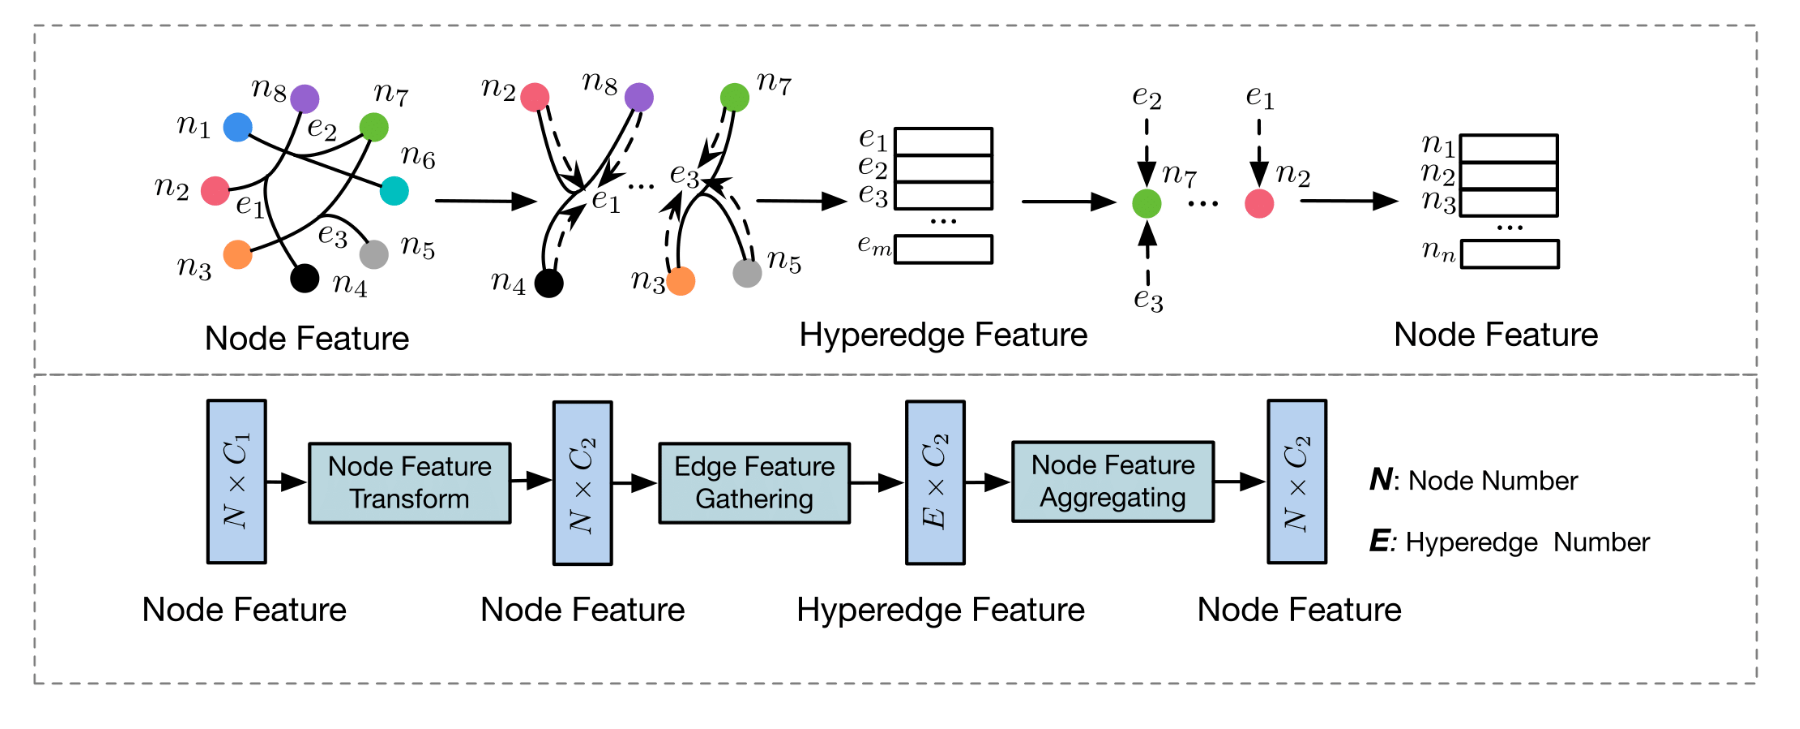 n8
n7
n1
e2
n6
n2
e1
e3
n3
n5
n4
Node Feature
n2
n8
n7
e1
...
e3
n4
n3
n5
e1
e2
e3
...
em
Hyperedge Feature
e2
e1
n7
...
n2
e3
n1
n2
n3
...
nn
Node Feature
N × C1
Node Feature
Transform
N × C2
Edge Feature
Gathering
E × C2
Node Feature
Aggregating
N × C2
N: Node Number
E: Hyperedge Number
Node Feature
Node Feature
Hyperedge Feature
Node Feature